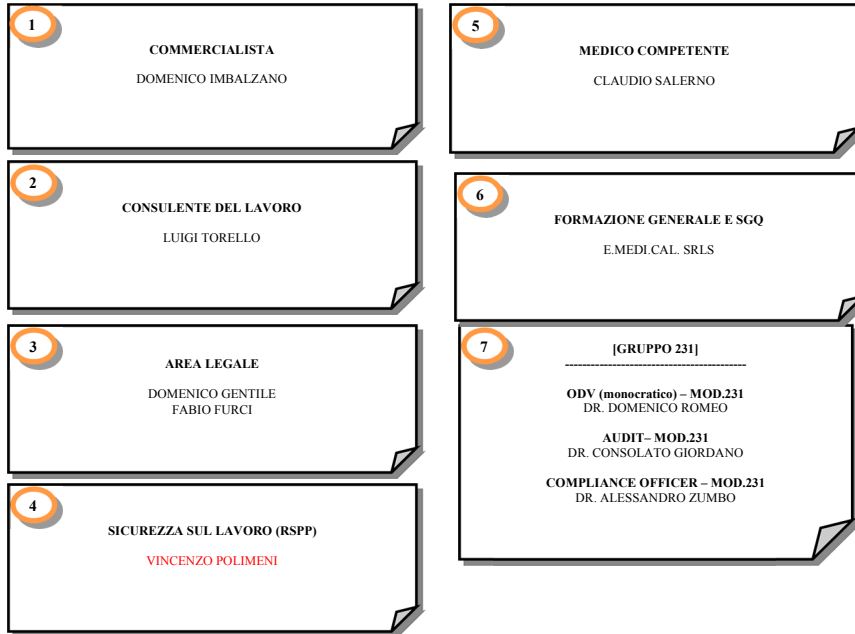 1
COMMERCIALISTA
DOMENICO IMBALZANO
2
CONSULENTE DEL LAVORO
LUIGI TORELLO
3
AREA LEGALE
DOMENICO GENTILE
FABIO FURCI
4
SICUREZZA SUL LAVORO (RSPP)
VINCENZO POLIMENI
5
MEDICO COMPETENTE
CLAUDIO SALERNO
6
FORMAZIONE GENERALE E SGQ
E.MEDI.CAL. SRLS
7
[GRUPPO 231]
------------------------------------------
ODV (monocratico) – MOD.231
DR. DOMENICO ROMEO
AUDIT– MOD.231
DR. CONSOLATO GIORDANO
COMPLIANCE OFFICER – MOD.231
DR. ALESSANDRO ZUMBO